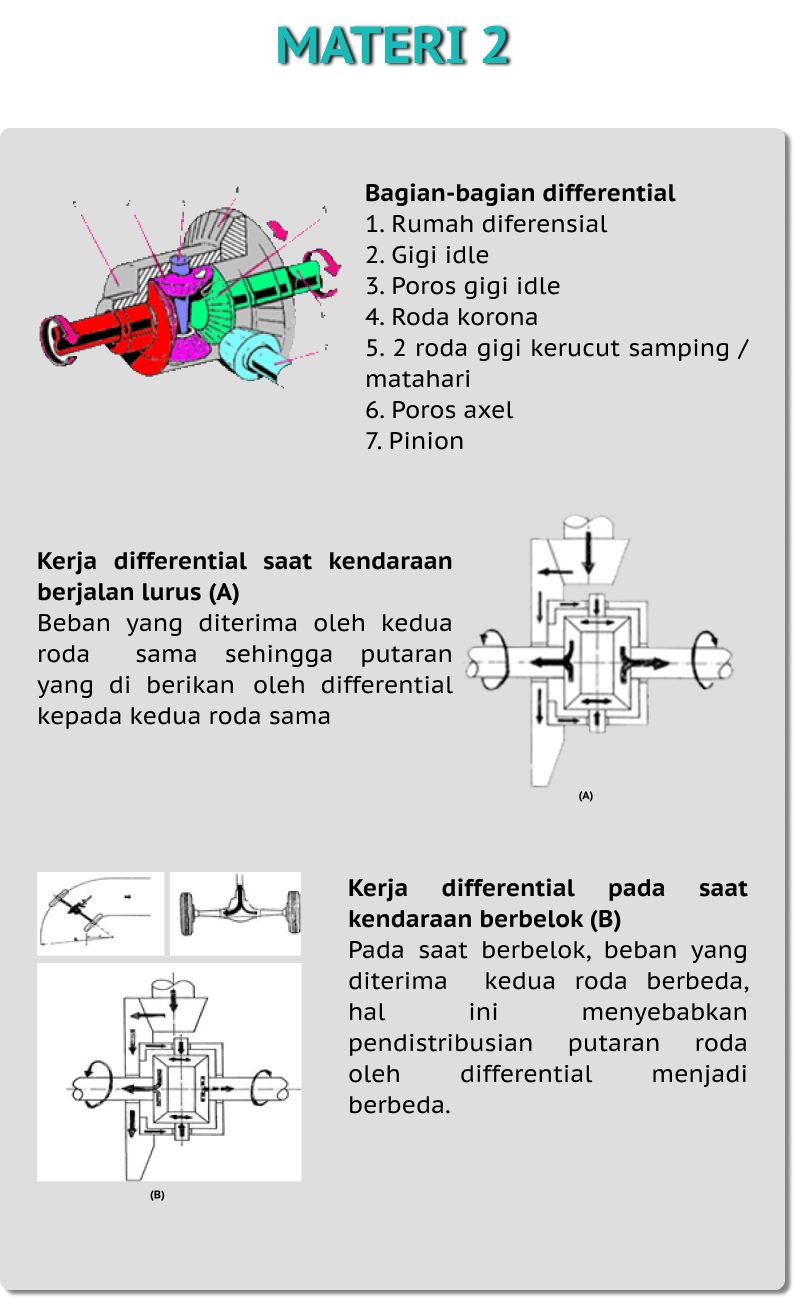 MATERI 2
Bagian-bagian differential
1. Rumah diferensial
2. Gigi idle
3. Poros gigi idle
4. Roda korona
5. 2 roda gigi kerucut samping /
matahari
6. Poros axel
7. Pinion
Kerja differential saat kendaraan
berjalan lurus (A)
Beban yang diterima oleh kedua
roda sama sehingga putaran
yang di berikan oleh differential
kepada kedua roda sama
(A)
Kerja differential pada saat
kendaraan berbelok (B)
Pada saat berbelok, beban yang
diterima kedua roda berbeda,
hal ini menyebabkan
pendistribusian putaran roda
oleh differential menjadi
berbeda.
(B)